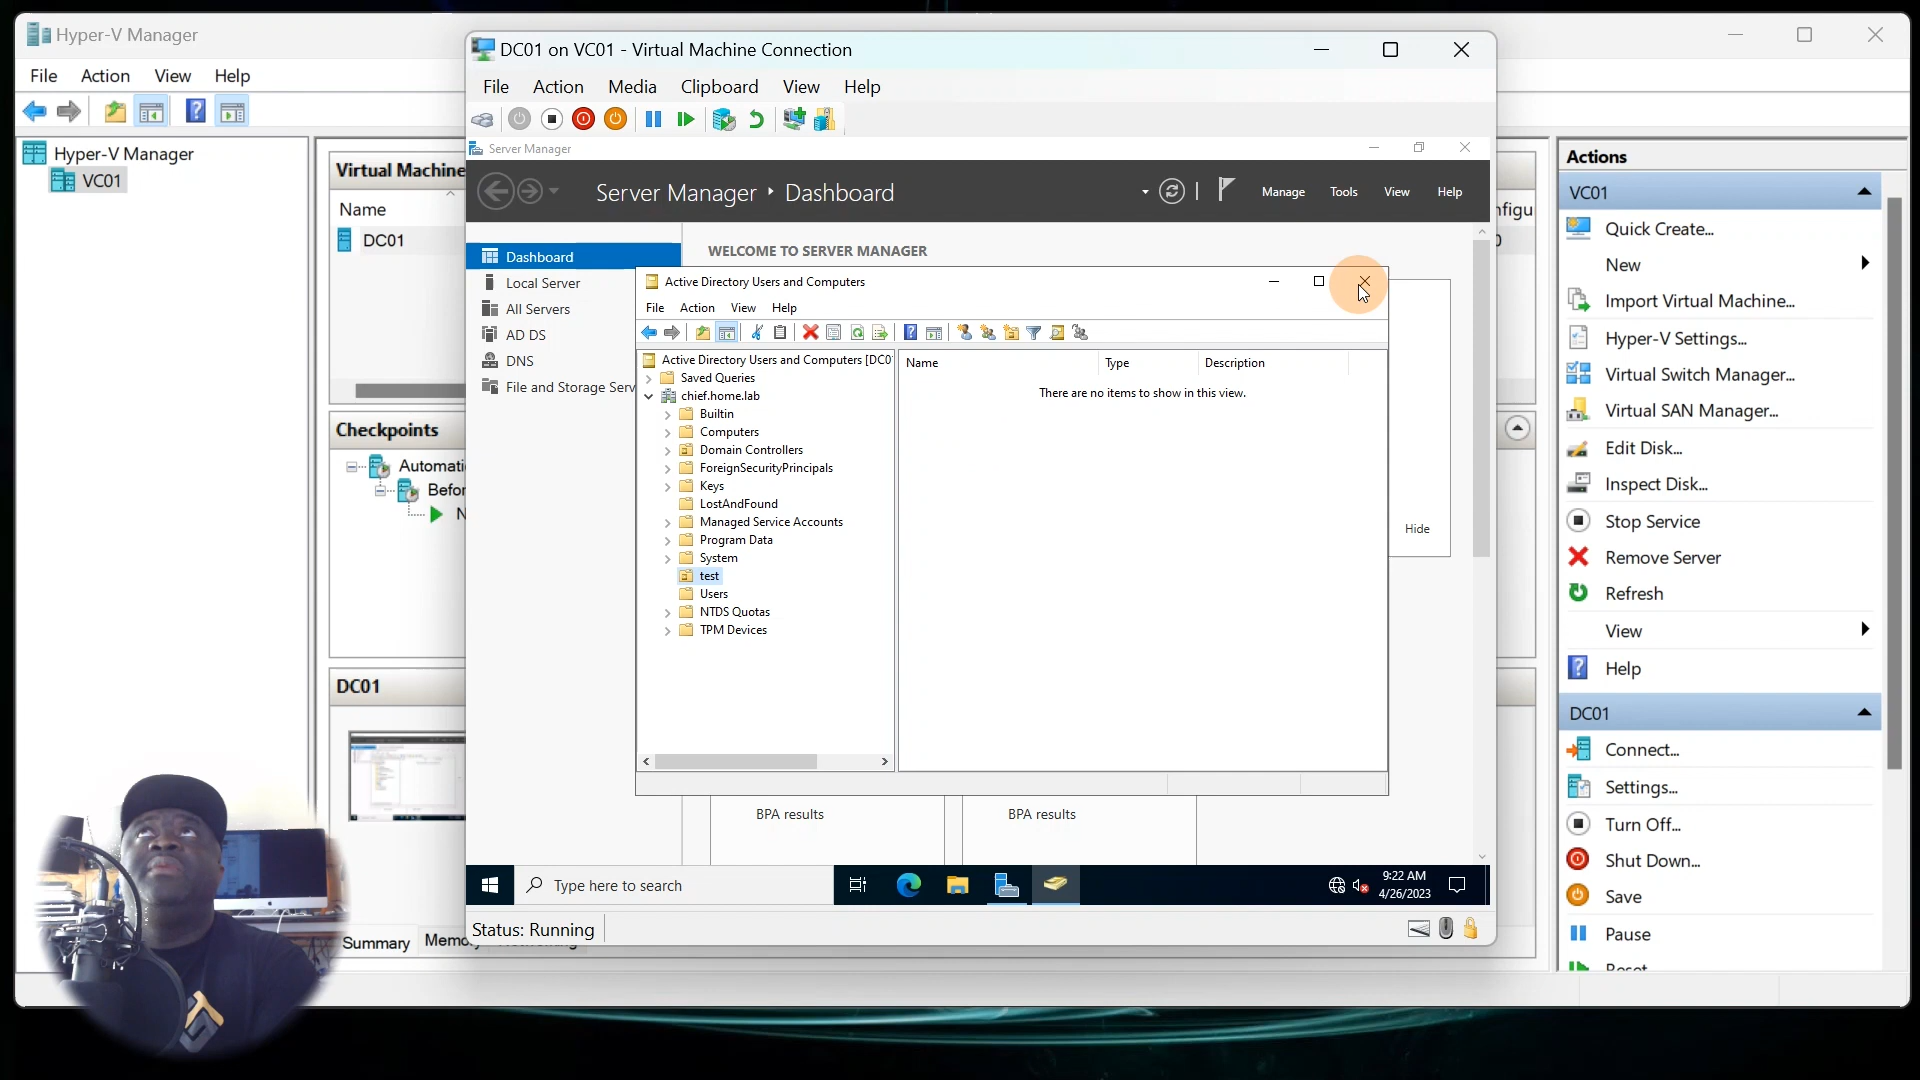 Hyper-V Manager
File Action View Help
Hyper-V Manager
VC01
Virtual Machine
Name
DC01
Checkpoints
Automati
Befor
N
DC01
Summary Memory
DC01 on VC01 - Virtual Machine Connection
File Action Media Clipboard View Help
Server Manager
Server Manager Dashboard
Manage Tools View Help
Dashboard
Local Server
All Servers
AD DS
DNS
File and Storage Serv
WELCOME TO SERVER MANAGER
Active Directory Users and Computers
File Action View Help
Active Directory Users and Computers [DC0
Saved Queries
chief.home.lab
Builtin
Computers
Domain Controllers
ForeignSecurityPrincipals
Keys
LostAndFound
Managed Service Accounts
Program Data
System
test
Users
NTDS Quotas
TPM Devices
Name Type Description
There are no items to show in this view.
Hide
BPA results
BPA results
Type here to search
9:22 AM
4/26/2023
Status: Running
nfigu
Actions
VC01
Quick Create...
New
Import Virtual Machine...
Hyper-V Settings...
Virtual Switch Manager...
Virtual SAN Manager...
Edit Disk...
Inspect Disk...
Stop Service
Remove Server
Refresh
View
Help
DC01
Connect...
Settings...
Turn Off...
Shut Down...
Save
Pause
Reset